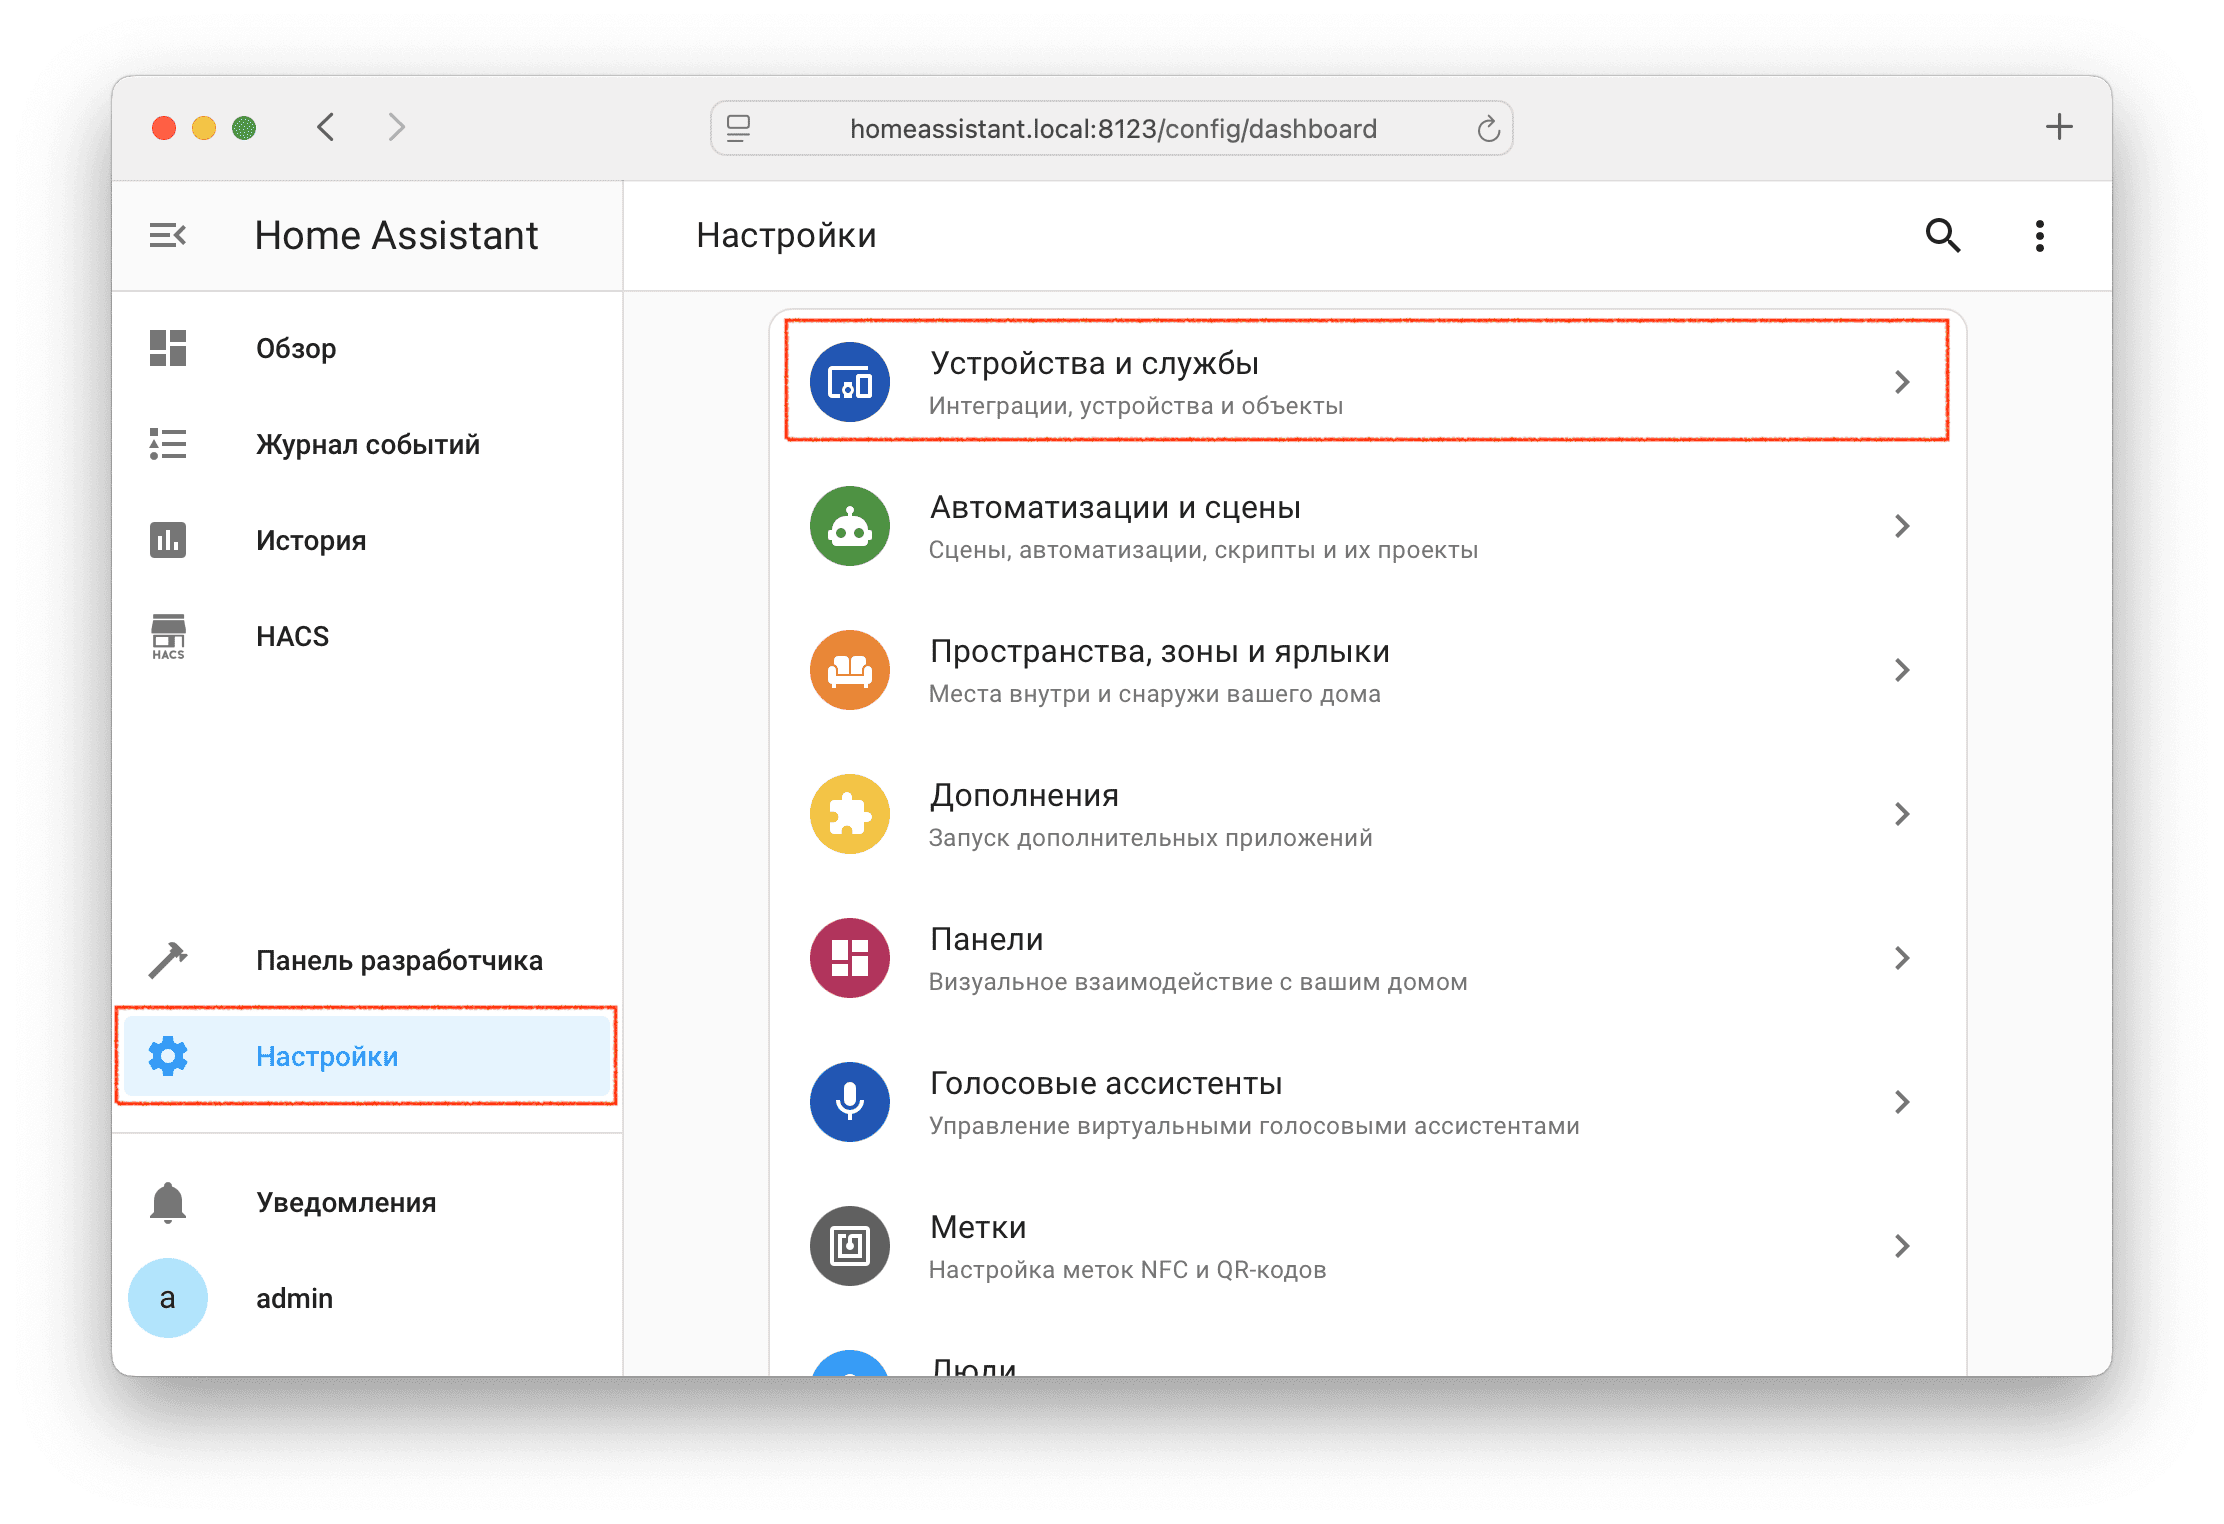 homeassistant.local:8123/config/dashboard
Home Assistant
Настройки
Обзор
Журнал событий
История
HACS
HACS
Панель разработчика
Настройки
Уведомления
a
admin
Устройства и службы
Интеграции, устройства и объекты
Автоматизации и сцены
Сцены, автоматизации, скрипты и их проекты
Пространства, зоны и ярлыки
Места внутри и снаружи вашего дома
Дополнения
Запуск дополнительных приложений
Панели
Визуальное взаимодействие с вашим домом
Голосовые ассистенты
Управление виртуальными голосовыми ассистентами
Метки
Настройка меток NFC и QR-кодов
Люди